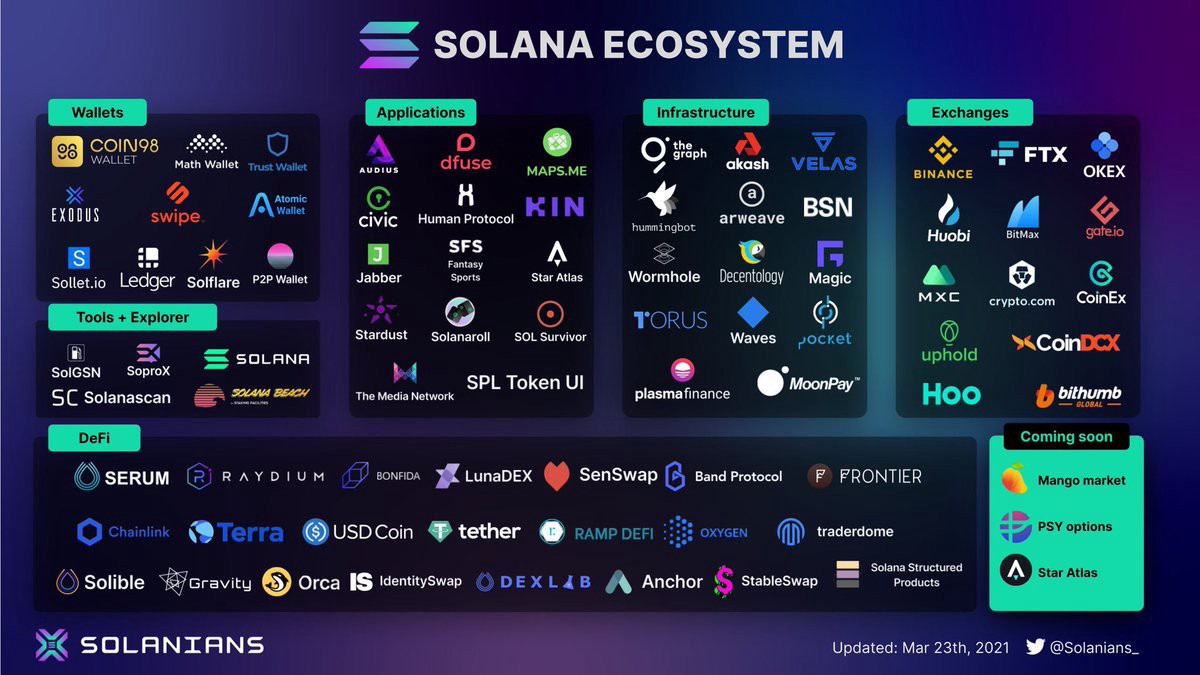 SOLANA ECOSYSTEM
Wallets
COIN98
WALLET
Math Wallet
Trust Wallet
EXODUS
swipe
Atomic
Wallet
Sollet.io
Ledger
Solflare
P2P Wallet
Tools + Explorer
SolGSN
SoproX
SOLANA
SC Solanascan
SOLANA BEACH
by STAKING FACILITIES
Applications
AUDIUS
dfuse
MAPS.ME
civic
Human Protocol
KIN
Jabber
SFS
Fantasy
Sports
Star Atlas
Stardust
Solanaroll
SOL Survivor
The Media Network
SPL Token UI
Infrastructure
the
graph
akash
VELAS
hummingbot
arweave
BSN
Wormhole
Decentology
Magic
TORUS
Waves
pocket
plasmafinance
MoonPay™
Exchanges
BINANCE
FTX
OKEX
Huobi
BitMax
gate.io
MXC
crypto.com
CoinEx
uphold
CoinDCX
Hoo
bithumb
GLOBAL
DeFi
SERUM
RAYDIUM
BONFIDA
LunaDEX
SenSwap
Band Protocol
FRONTIER
Chainlink
Terra
USD Coin
tether
RAMP DEFI
OXYGEN
traderdome
Solible
Gravity
Orca
IS IdentitySwap
DEXLAB
Anchor
StableSwap
Solana Structured
Products
Coming soon
Mango market
PSY options
Star Atlas
SOLANIANS
Updated: Mar 23th, 2021
@Solanians_